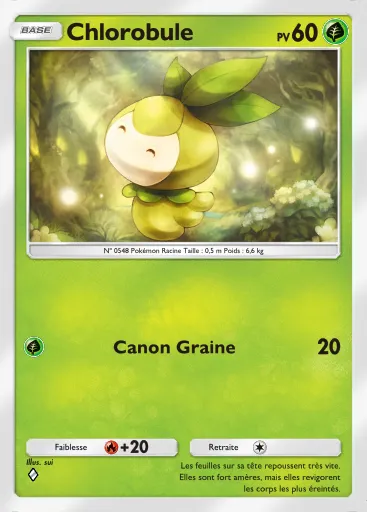 BASE
Chlorobule
PV 60
N° 0548 Pokémon Racine Taille : 0,5 m Poids : 6,6 kg
Canon Graine 20
Faiblesse +20 Retraite
Illus. sui
Les feuilles sur sa tête repoussent très vite.
Elles sont fort amères, mais elles revigorent
les corps les plus éreintés.